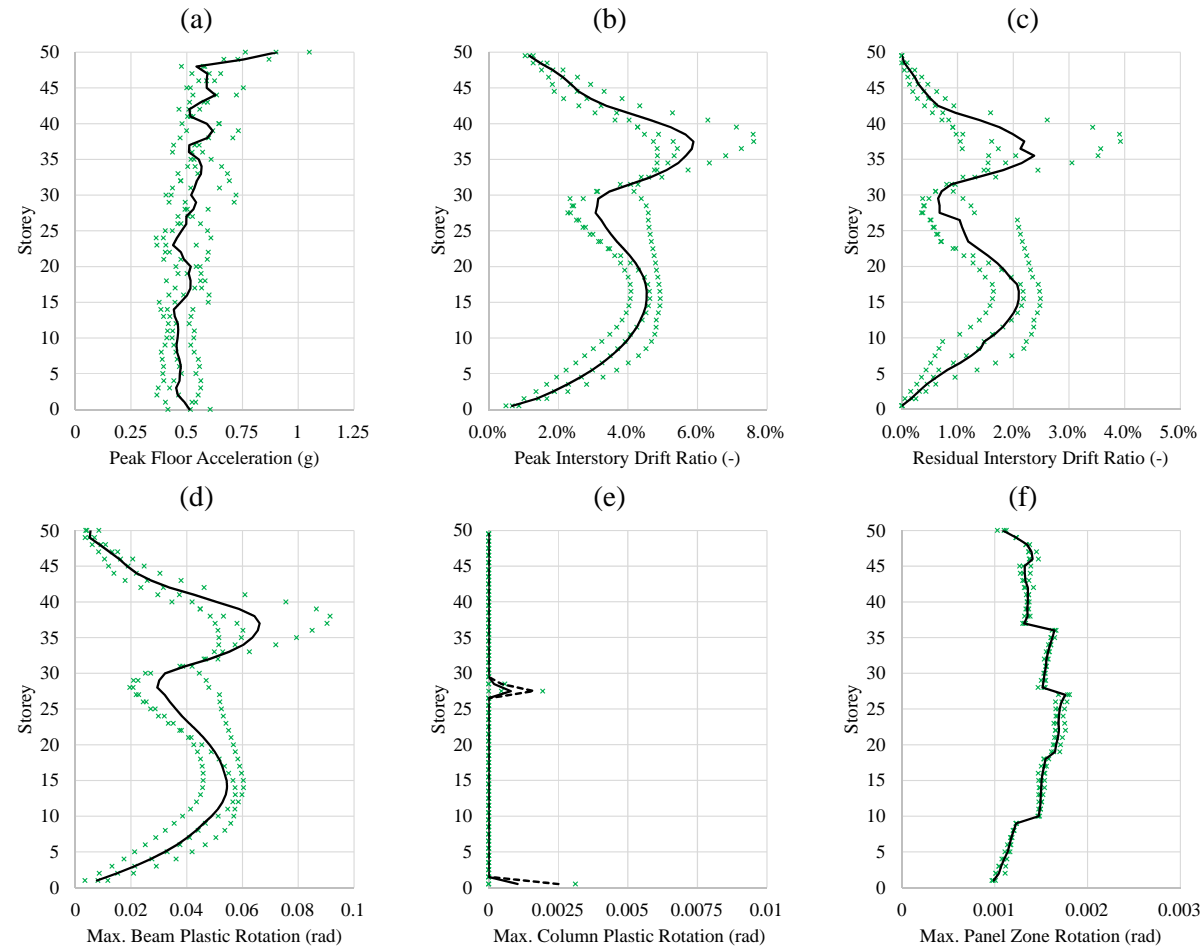 (a)
50
45
40
35
30
25
20
15
10
5
0
Storey
0 0.25 0.5 0.75 1 1.25
Peak Floor Acceleration (g)
(b)
50
45
40
35
30
25
20
15
10
5
0
Storey
0.0% 2.0% 4.0% 6.0% 8.0%
Peak Interstory Drift Ratio (-)
(c)
50
45
40
35
30
25
20
15
10
5
0
Storey
0.0% 1.0% 2.0% 3.0% 4.0% 5.0%
Residual Interstory Drift Ratio (-)
(d)
50
45
40
35
30
25
20
15
10
5
0
Storey
0 0.02 0.04 0.06 0.08 0.1
Max. Beam Plastic Rotation (rad)
(e)
50
45
40
35
30
25
20
15
10
5
0
Storey
0 0.0025 0.005 0.0075 0.01
Max. Column Plastic Rotation (rad)
(f)
50
45
40
35
30
25
20
15
10
5
0
Storey
0 0.001 0.002 0.003
Max. Panel Zone Rotation (rad)